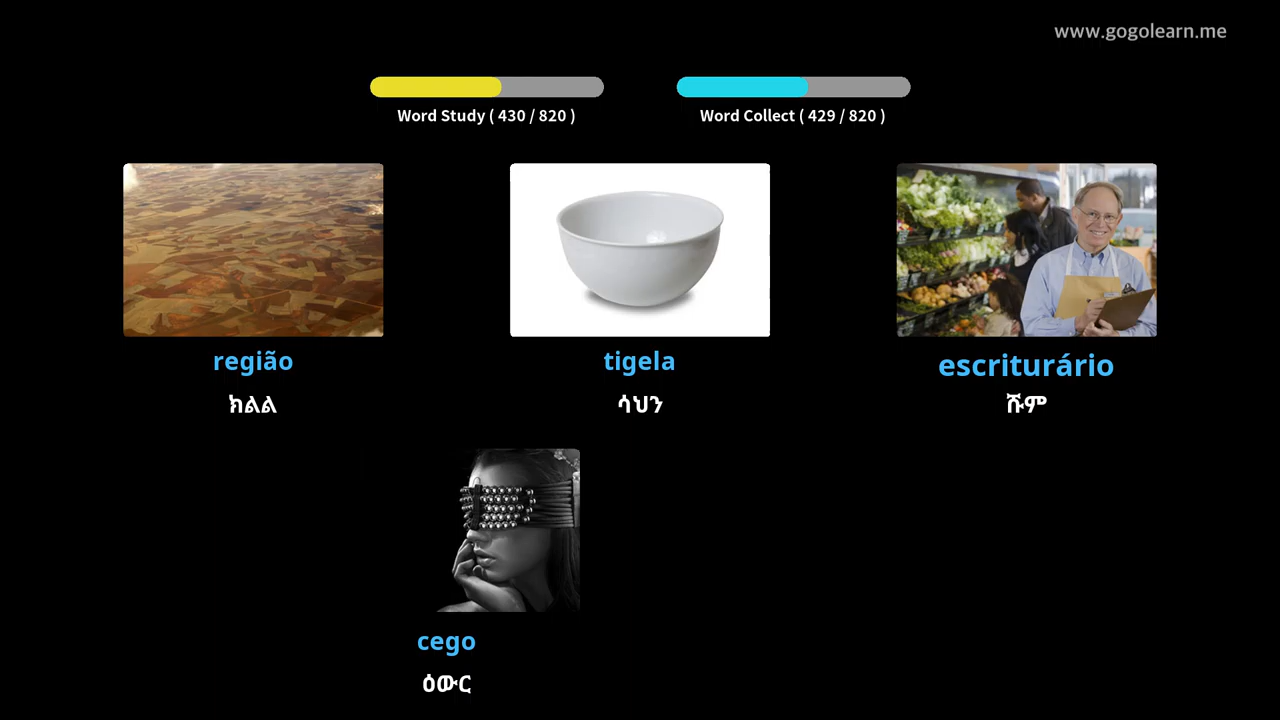 www.gogolearn.me
Word Study ( 430 / 820 )
Word Collect ( 429 / 820 )
região
tigela
escriturário
ክልል
ሳህን
ሹም
cego
ዕውር